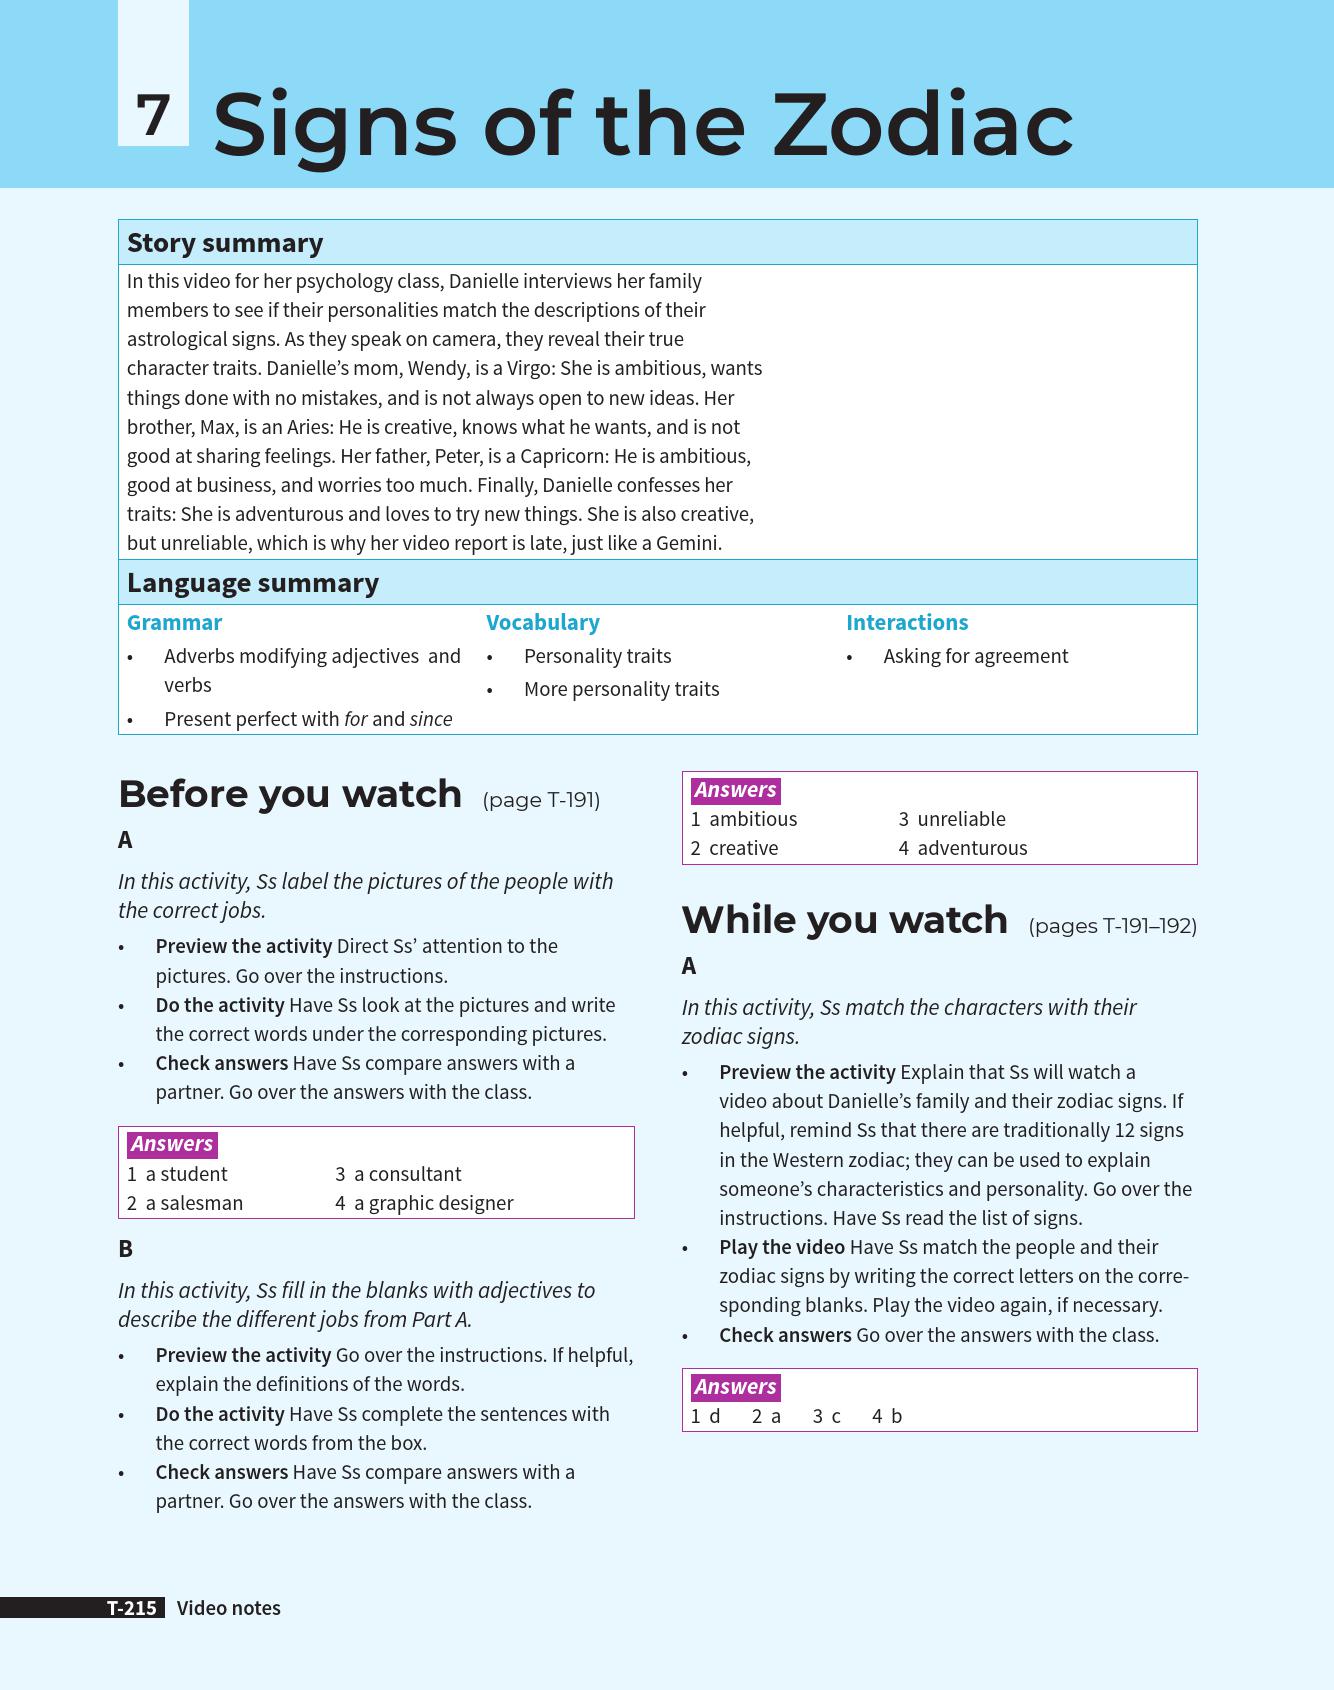 7 Signs of the Zodiac
Story summary
In this video for her psychology class, Danielle interviews her family
members to see if their personalities match the descriptions of their
astrological signs. As they speak on camera, they reveal their true
character traits. Danielle’s mom, Wendy, is a Virgo: She is ambitious, wants
things done with no mistakes, and is not always open to new ideas. Her
brother, Max, is an Aries: He is creative, knows what he wants, and is not
good at sharing feelings. Her father, Peter, is a Capricorn: He is ambitious,
good at business, and worries too much. Finally, Danielle confesses her
traits: She is adventurous and loves to try new things. She is also creative,
but unreliable, which is why her video report is late, just like a Gemini.
Language summary
Grammar
• Adverbs modifying adjectives and
verbs
• Present perfect with for and since
Vocabulary
• Personality traits
• More personality traits
Interactions
• Asking for agreement
Before you watch (page T-191)
A
In this activity, Ss label the pictures of the people with
the correct jobs.
• Preview the activity Direct Ss’ attention to the
pictures. Go over the instructions.
• Do the activity Have Ss look at the pictures and write
the correct words under the corresponding pictures.
• Check answers Have Ss compare answers with a
partner. Go over the answers with the class.
Answers
1 a student 3 a consultant
2 a salesman 4 a graphic designer
B
In this activity, Ss fill in the blanks with adjectives to
describe the different jobs from Part A.
• Preview the activity Go over the instructions. If helpful,
explain the definitions of the words.
• Do the activity Have Ss complete the sentences with
the correct words from the box.
• Check answers Have Ss compare answers with a
partner. Go over the answers with the class.
Answers
1 ambitious 3 unreliable
2 creative 4 adventurous
While you watch (pages T-191–192)
A
In this activity, Ss match the characters with their
zodiac signs.
• Preview the activity Explain that Ss will watch a
video about Danielle’s family and their zodiac signs. If
helpful, remind Ss that there are traditionally 12 signs
in the Western zodiac; they can be used to explain
someone’s characteristics and personality. Go over the
instructions. Have Ss read the list of signs.
• Play the video Have Ss match the people and their
zodiac signs by writing the correct letters on the corre-
sponding blanks. Play the video again, if necessary.
• Check answers Go over the answers with the class.
Answers
1 d 2 a 3 c 4 b
T-215 Video notes